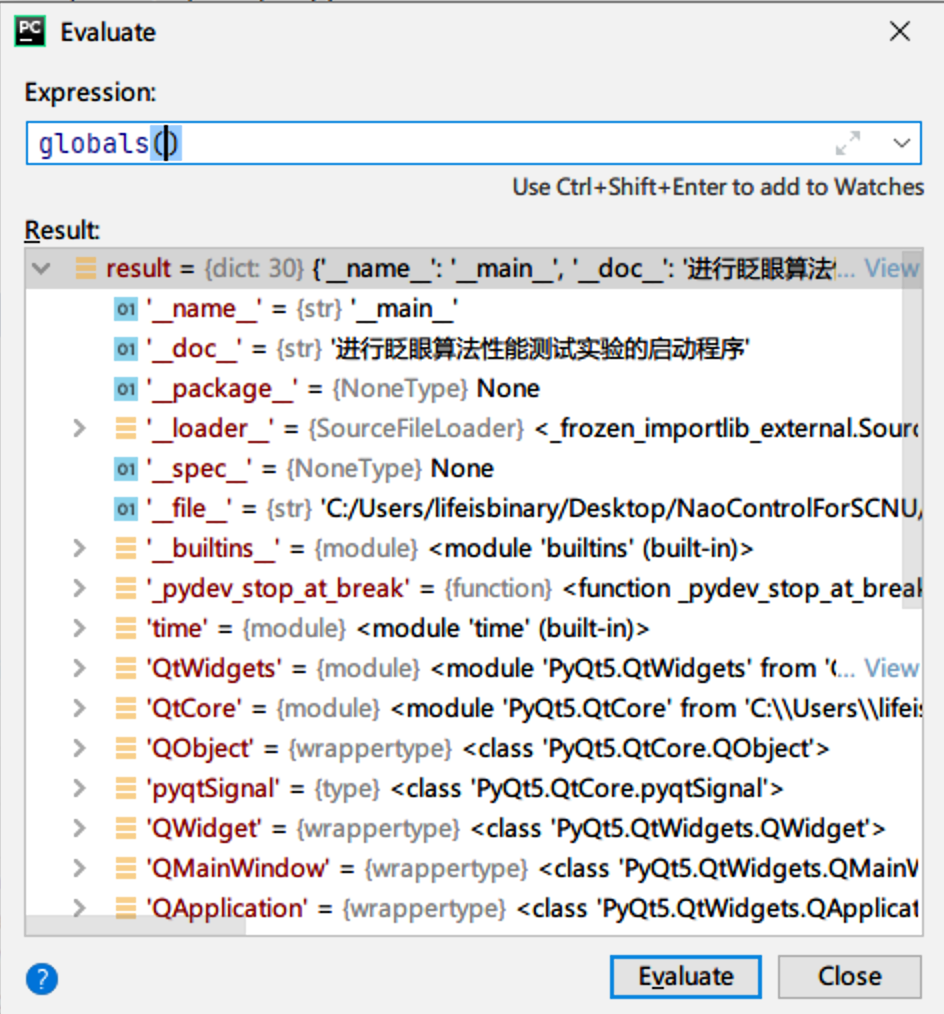 PC Evaluate
Expression:
globals()
Use Ctrl+Shift+Enter to add to Watches
Result:
result = {dict: 30} {'__name__': '__main__', '__doc__': '进行眨眼算法... View
01 '__name__' = {str} '__main__'
01 '__doc__' = {str} '进行眨眼算法性能测试实验的启动程序'
01 '__package__' = {NoneType} None
'__loader__' = {SourceFileLoader} <_frozen_importlib_external.Sourc
01 '__spec__' = {NoneType} None
01 '__file__' = {str} 'C:/Users/lifeisbinary/Desktop/NaoControlForSCNU/
'__builtins__' = {module} <module 'builtins' (built-in)>
'_pydev_stop_at_break' = {function} <function _pydev_stop_at_break
'time' = {module} <module 'time' (built-in)>
'QtWidgets' = {module} <module 'PyQt5.QtWidgets' from '... View
'QtCore' = {module} <module 'PyQt5.QtCore' from 'C:\\Users\\lifeis
'QObject' = {wrappertype} <class 'PyQt5.QtCore.QObject'>
'pyqtSignal' = {type} <class 'PyQt5.QtCore.pyqtSignal'>
'QWidget' = {wrappertype} <class 'PyQt5.QtWidgets.QWidget'>
'QMainWindow' = {wrappertype} <class 'PyQt5.QtWidgets.QMainW
'QApplication' = {wrappertype} <class 'PyQt5.QtWidgets.QApplicat
? Evaluate Close